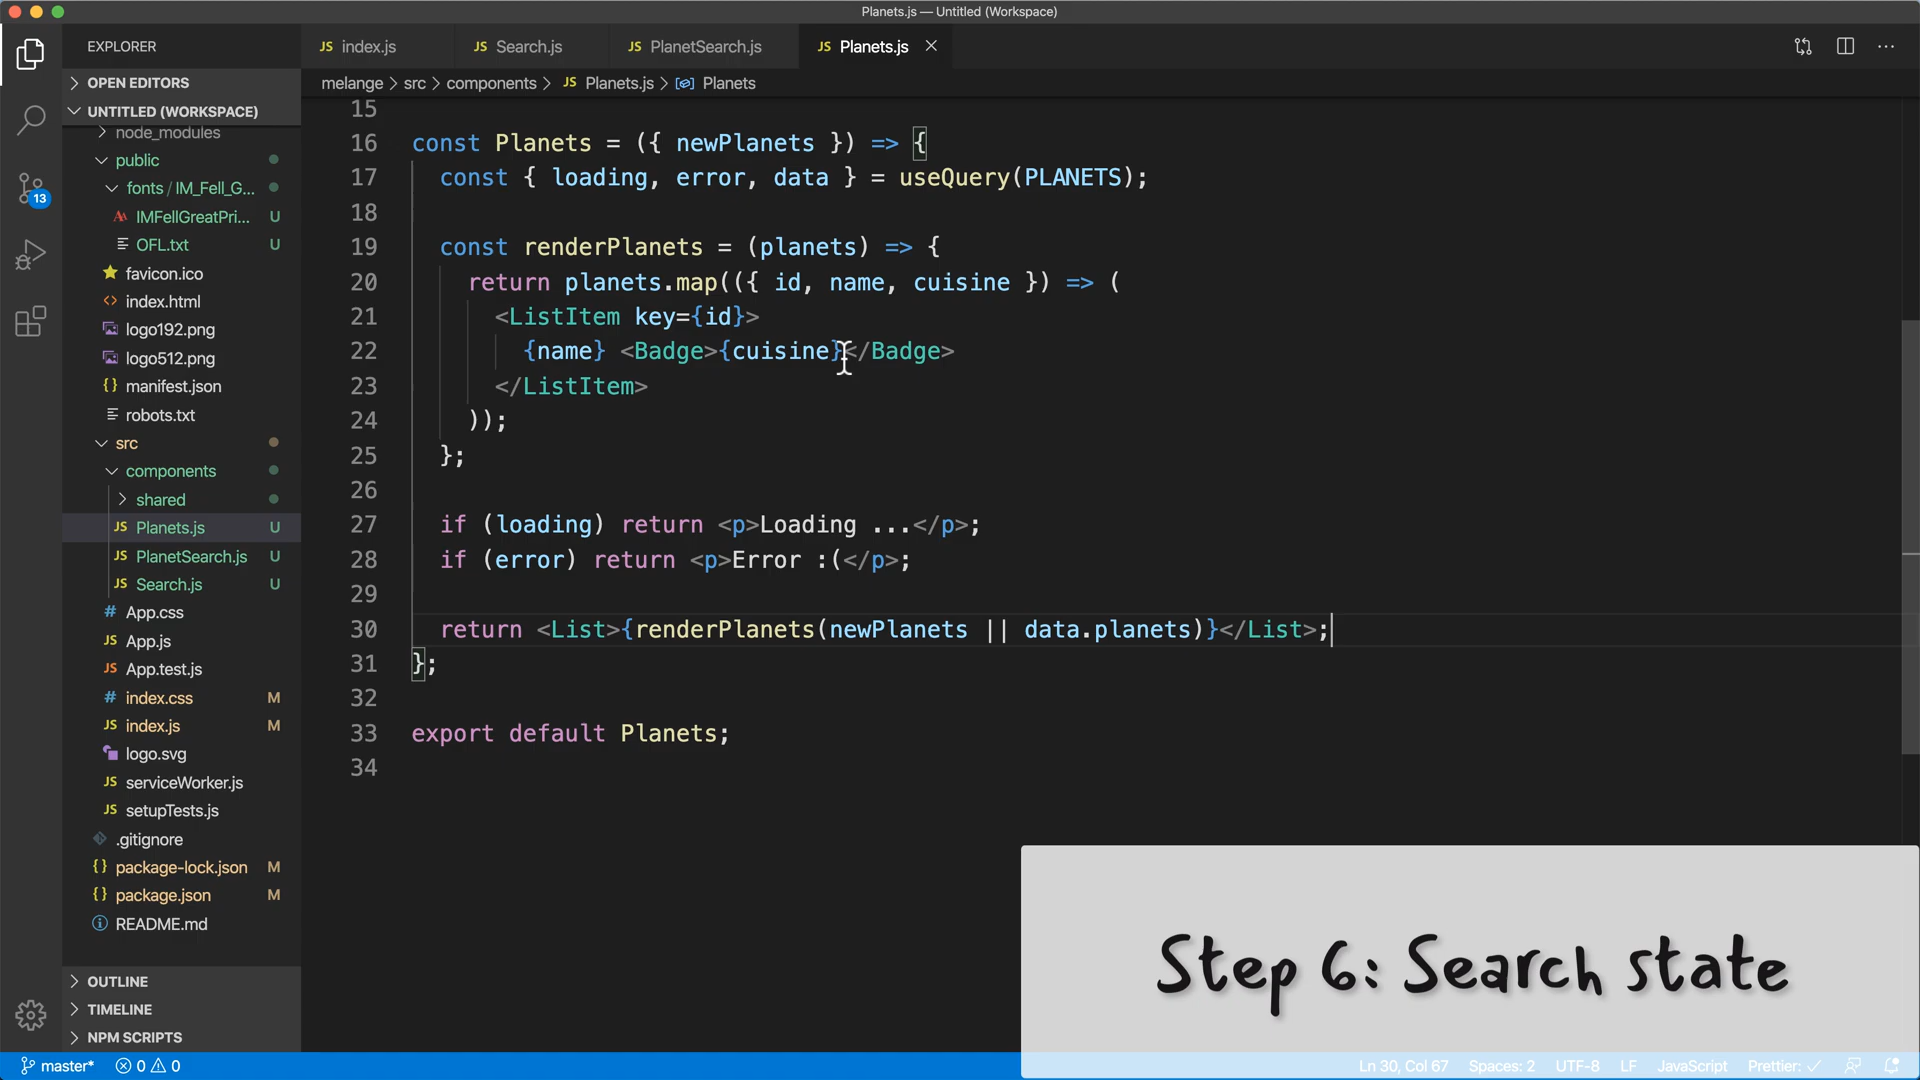 Planets.js — Untitled (Workspace)
EXPLORER
JS index.js
JS Search.js
JS PlanetSearch.js
JS Planets.js
OPEN EDITORS
melange > src > components > JS Planets.js > Planets
UNTITLED (WORKSPACE)
node_modules
public
fonts / IM_Fell_G...
IMFellGreatPri... U
OFL.txt U
favicon.ico
index.html
logo192.png
logo512.png
manifest.json
robots.txt
src
components
shared
JS Planets.js U
JS PlanetSearch.js U
JS Search.js U
# App.css
JS App.js
JS App.test.js
# index.css M
JS index.js M
logo.svg
JS serviceWorker.js
JS setupTests.js
.gitignore
{} package-lock.json M
{} package.json M
README.md
OUTLINE
TIMELINE
NPM SCRIPTS
13
15
16 const Planets = ({ newPlanets }) => {
17 const { loading, error, data } = useQuery(PLANETS);
18
19 const renderPlanets = (planets) => {
20 return planets.map(({ id, name, cuisine }) => (
21 <ListItem key={id}>
22 {name} <Badge>{cuisine}</Badge>
23 </ListItem>
24 ));
25 };
26
27 if (loading) return <p>Loading ...</p>;
28 if (error) return <p>Error :(</p>;
29
30 return <List>{renderPlanets(newPlanets || data.planets)}</List>;
31 };
32
33 export default Planets;
34
Step 6: Search state
master* 0 0
Ln 30, Col 67 Spaces: 2 UTF-8 LF JavaScript Prettier: ✓